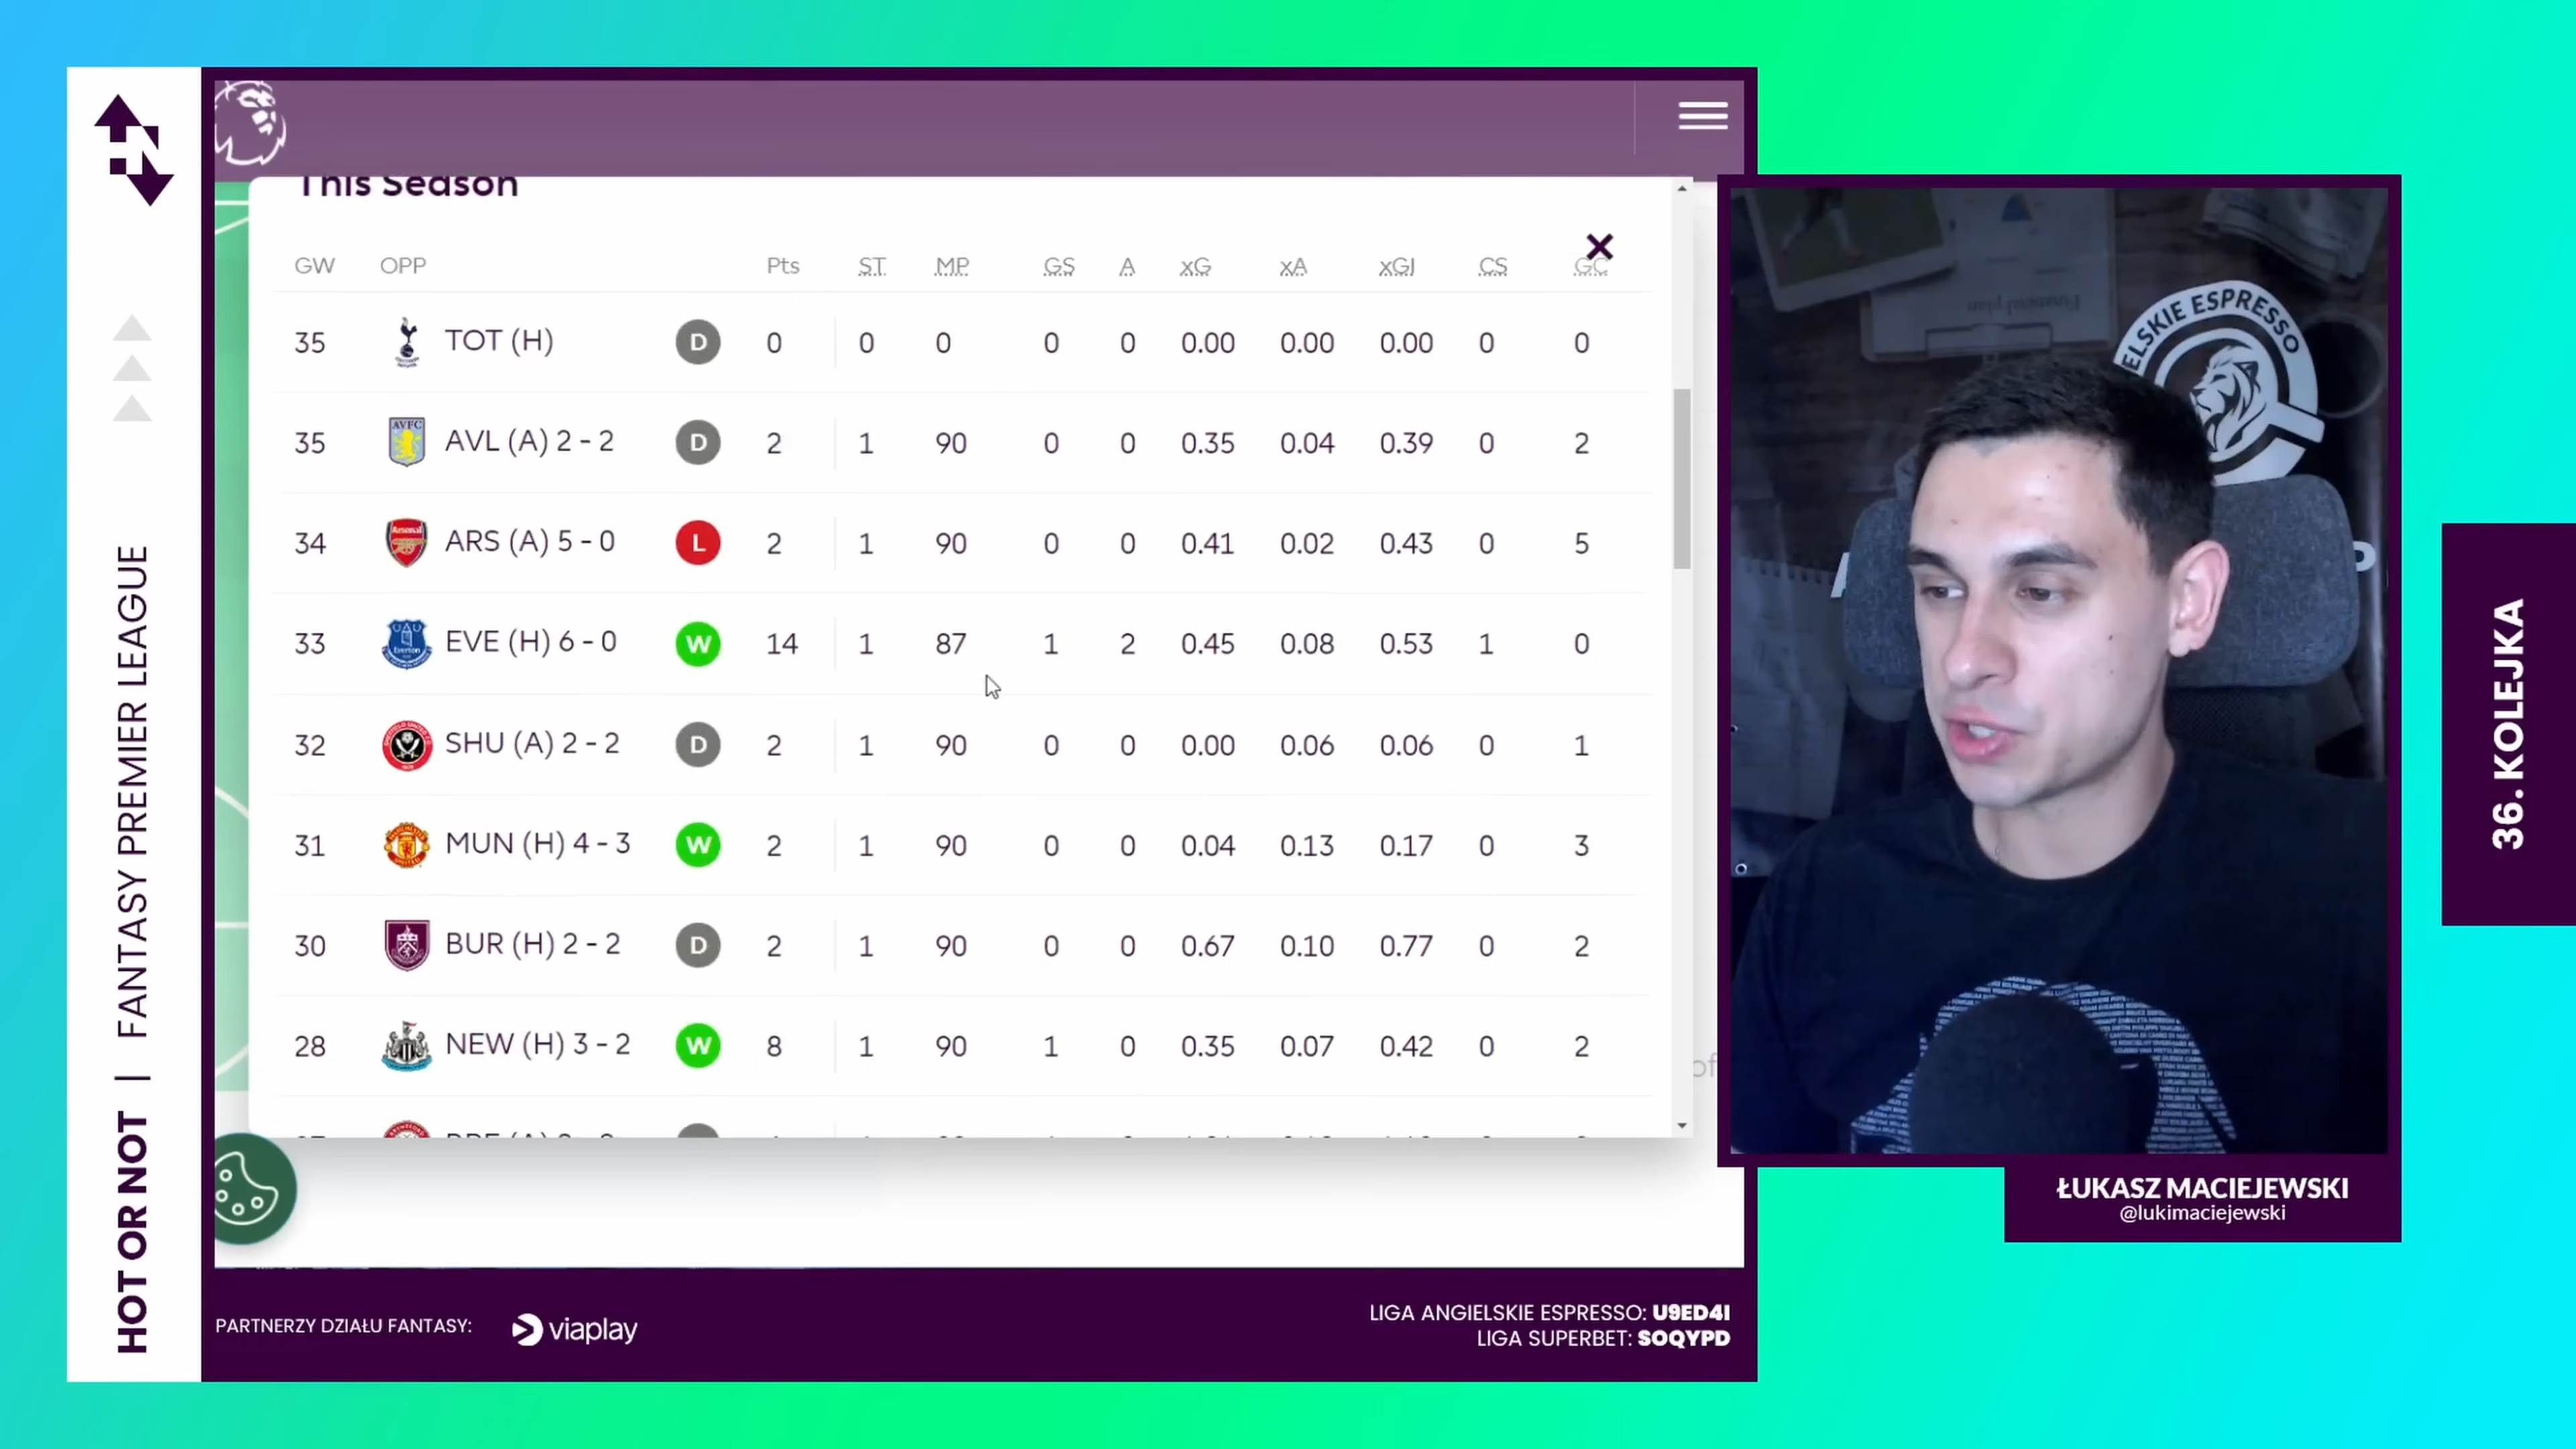 HOT OR NOT | FANTASY PREMIER LEAGUE
This Season
GW OPP Pts ST MP GS A xG xA xGI CS GC
35 TOT (H) D 0 0 0 0 0 0.00 0.00 0.00 0 0
35 AVL (A) 2 - 2 D 2 1 90 0 0 0.35 0.04 0.39 0 2
34 ARS (A) 5 - 0 L 2 1 90 0 0 0.41 0.02 0.43 0 5
33 EVE (H) 6 - 0 W 14 1 87 1 2 0.45 0.08 0.53 1 0
32 SHU (A) 2 - 2 D 2 1 90 0 0 0.00 0.06 0.06 0 1
31 MUN (H) 4 - 3 W 2 1 90 0 0 0.04 0.13 0.17 0 3
30 BUR (H) 2 - 2 D 2 1 90 0 0 0.67 0.10 0.77 0 2
28 NEW (H) 3 - 2 W 8 1 90 1 0 0.35 0.07 0.42 0 2
of
PARTNERZY DZIAŁU FANTASY:
viaplay
LIGA ANGIELSKIE ESPRESSO: U9ED4I
LIGA SUPERBET: SOQYPD
ELSKIE ESPRESSO
Financial plan
ŁUKASZ MACIEJEWSKI
@lukimaciejewski
36. KOLEJKA